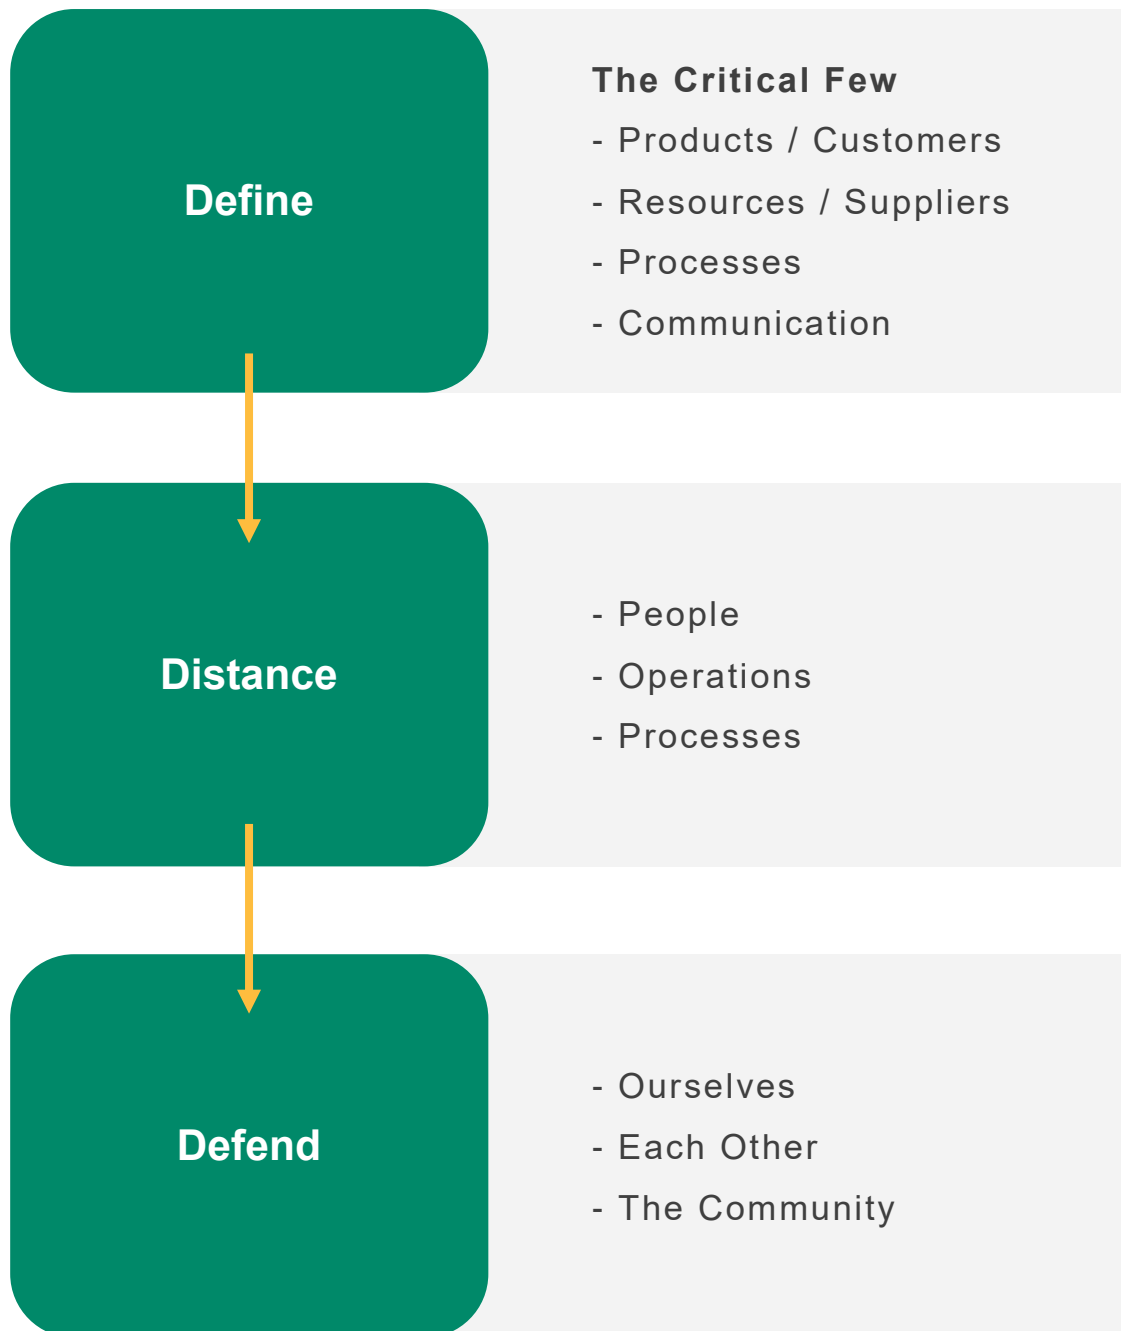 Define
The Critical Few
- Products / Customers
- Resources / Suppliers
- Processes
- Communication
Distance
- People
- Operations
- Processes
Defend
- Ourselves
- Each Other
- The Community